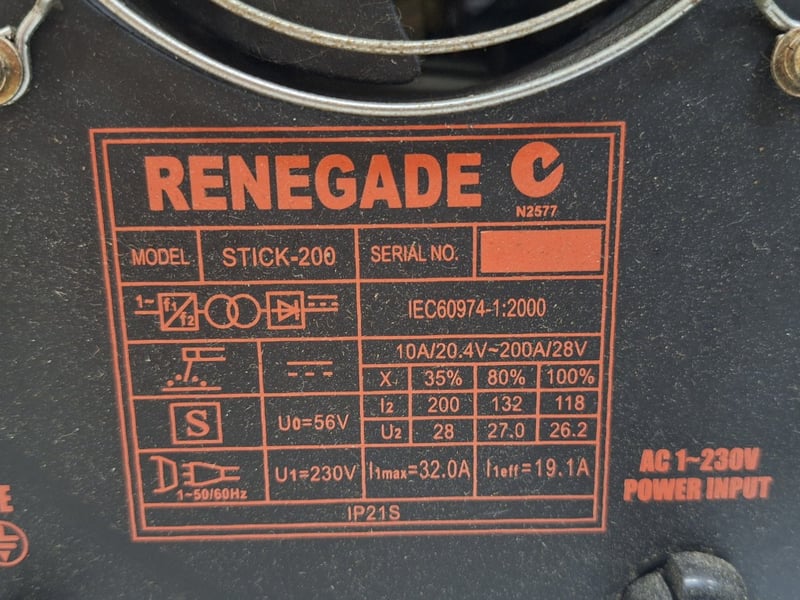 RENEGADE
N2577
MODEL STICK-200 SERIAL NO.
1~ f1 f2 IEC60974-1:2000
10A/20.4V~200A/28V
X 35% 80% 100%
I2 200 132 118
S U0=56V
U2 28 27.0 26.2
1~50/60Hz U1=230V I1max=32.0A I1eff=19.1A
IP21S
AC 1~230V
POWER INPUT
E